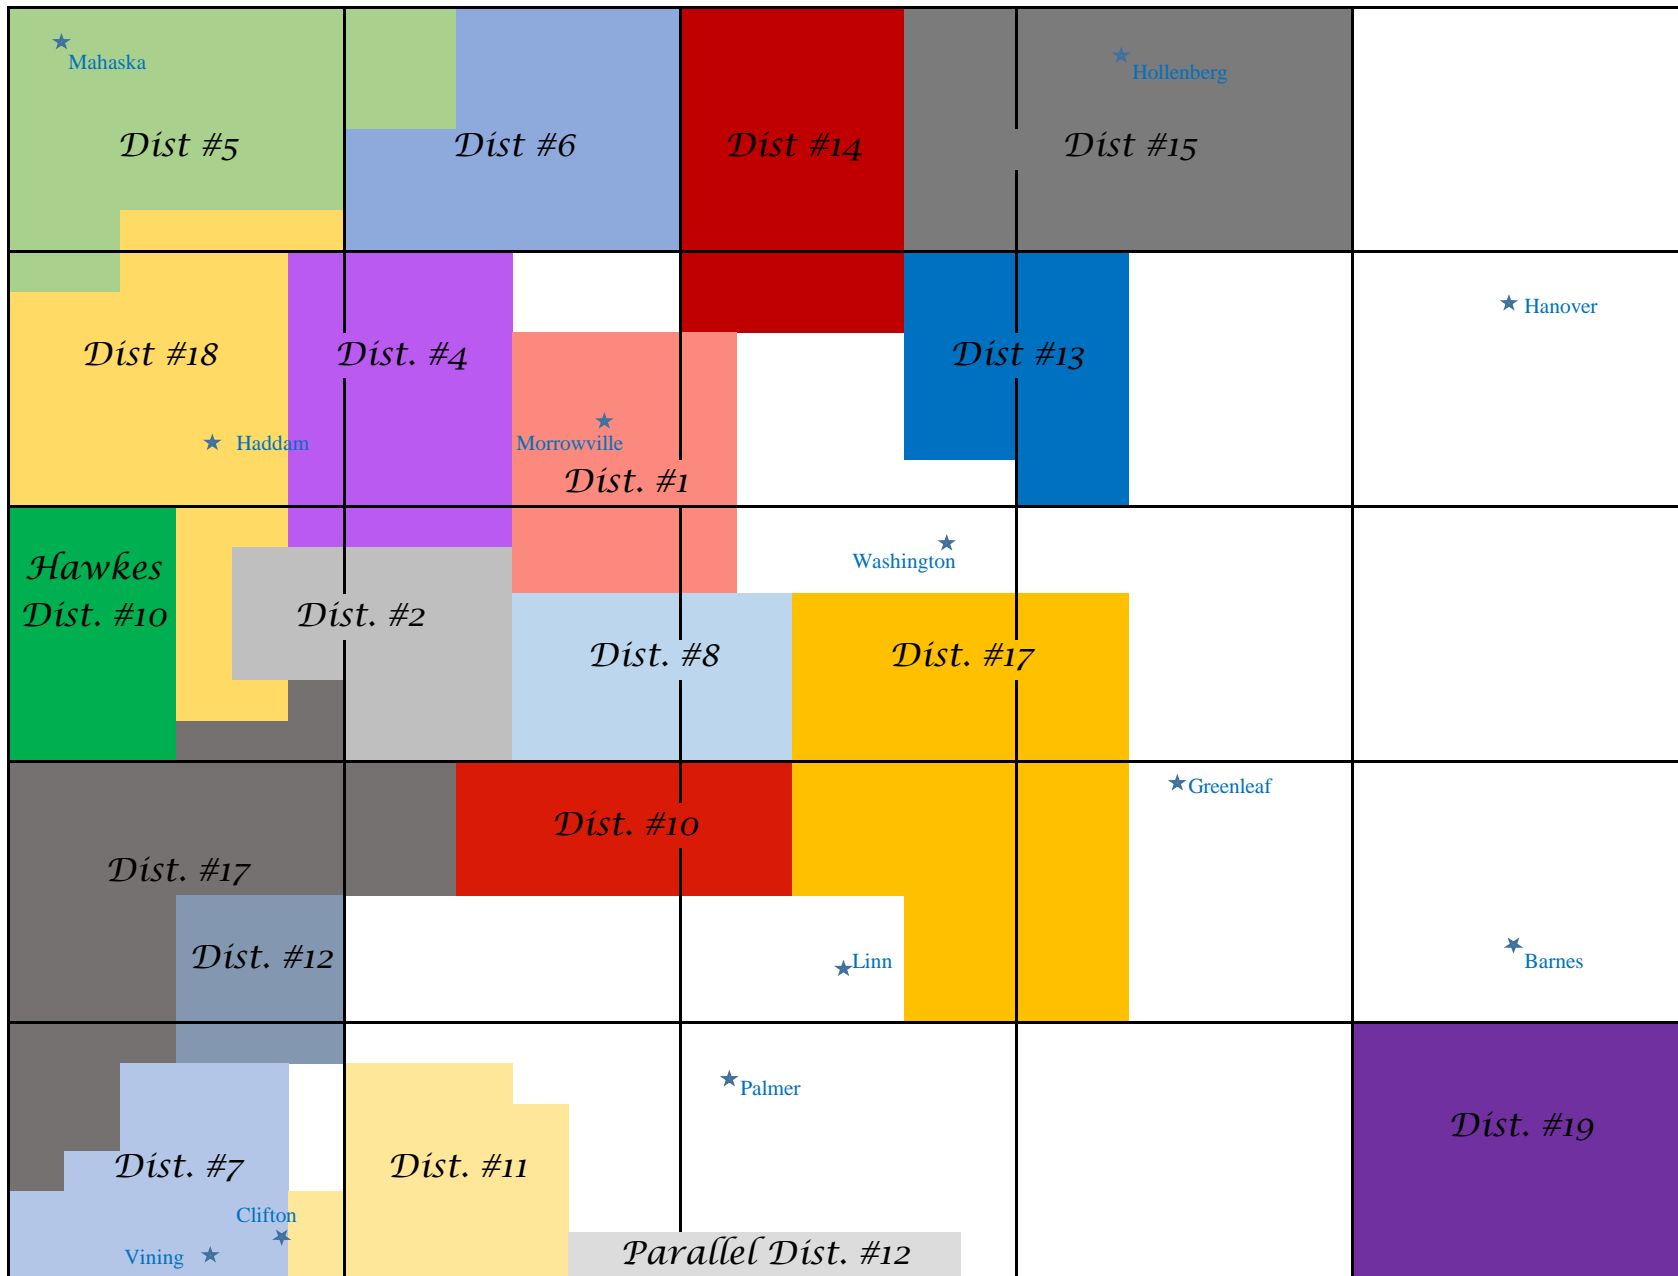 Mahaska
Hollenberg
Dist #5
Dist #6
Dist #14
Dist #15
Hanover
Dist #18
Dist. #4
Dist #13
Haddam
Morrowville
Dist. #1
Hawkes
Dist. #10
Washington
Dist. #2
Dist. #8
Dist. #17
Greenleaf
Dist. #10
Dist. #17
Dist. #12
Linn
Barnes
Palmer
Dist. #19
Dist. #7
Dist. #11
Clifton
Vining
Parallel Dist. #12